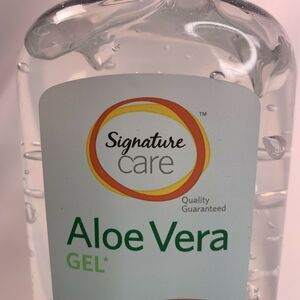 Signature
care
TM
Quality
Guaranteed
Aloe Vera
GEL*